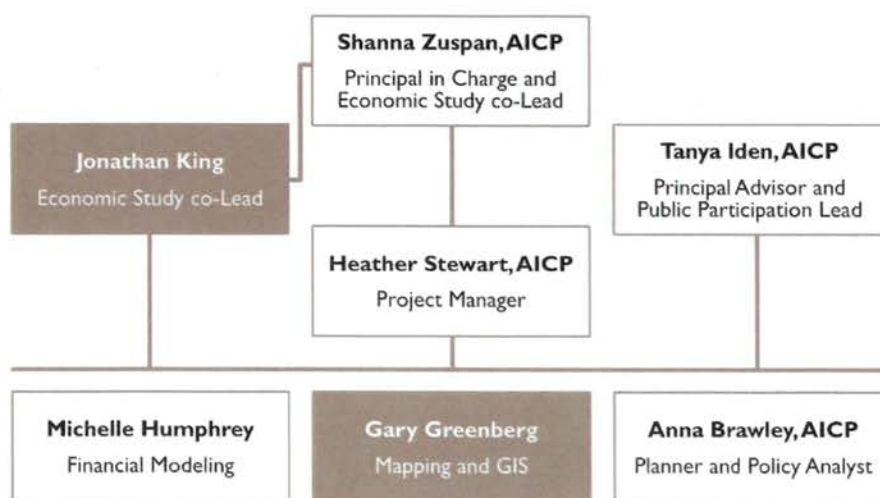 Shanna Zuspan, AICP
Principal in Charge and
Economic Study co-Lead
Jonathan King
Economic Study co-Lead
Tanya Iden, AICP
Principal Advisor and
Public Participation Lead
Heather Stewart, AICP
Project Manager
Michelle Humphrey
Financial Modeling
Gary Greenberg
Mapping and GIS
Anna Brawley, AICP
Planner and Policy Analyst